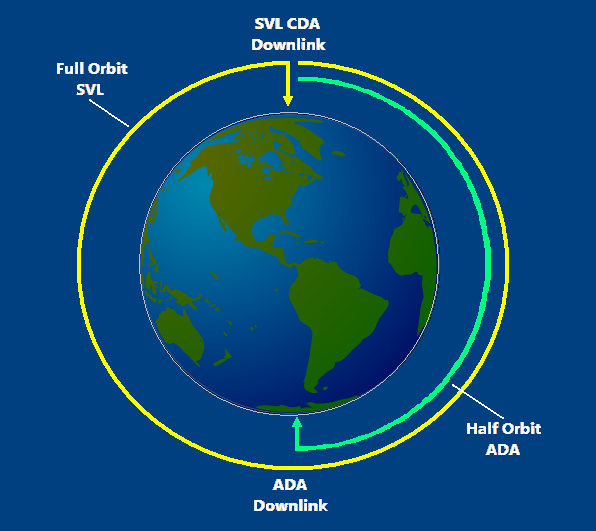 SVL CDA
Downlink
Full Orbit
SVL
Half Orbit
ADA
ADA
Downlink